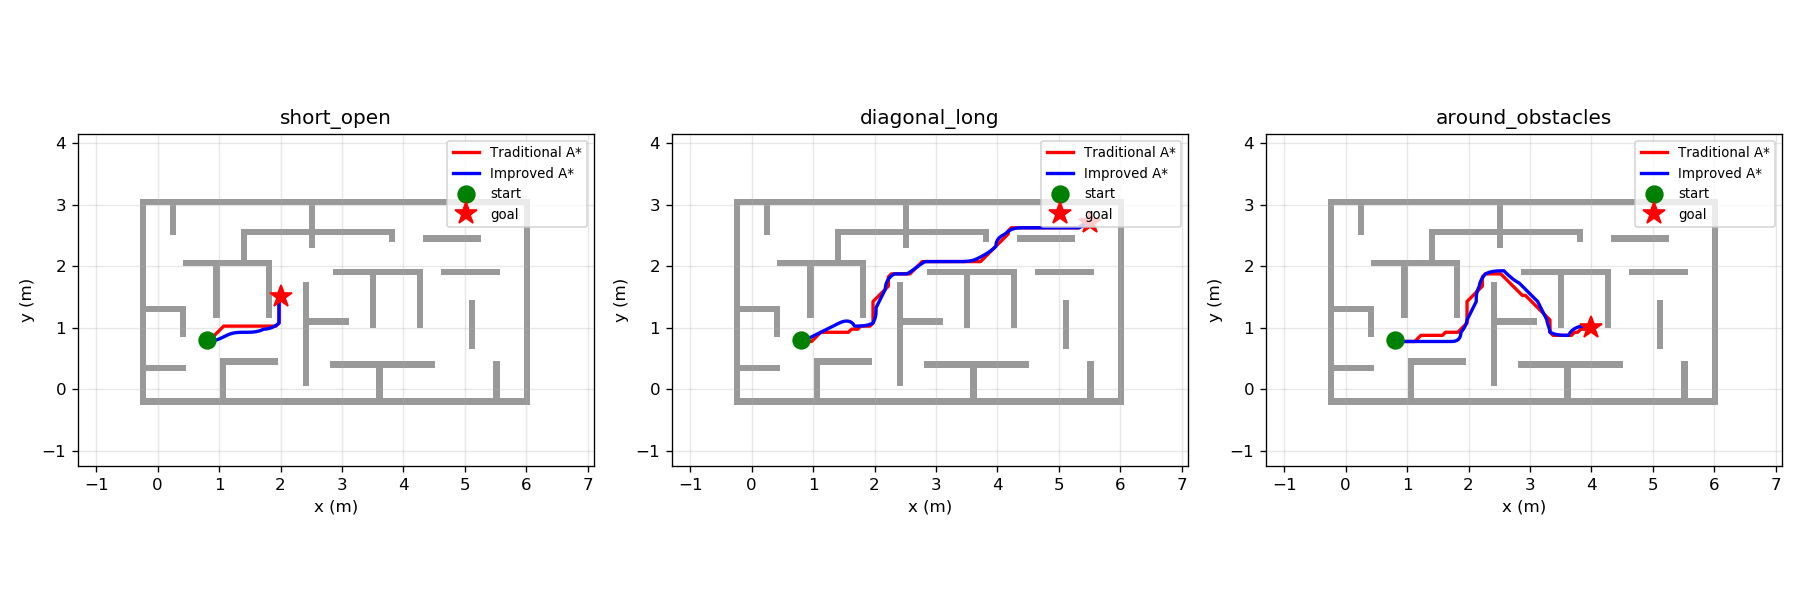 short_open
Traditional A*
Improved A*
start
goal
4
3
2
1
0
−1
y (m)
−1 0 1 2 3 4 5 6 7
x (m)
diagonal_long
Traditional A*
Improved A*
start
goal
4
3
2
1
0
−1
y (m)
−1 0 1 2 3 4 5 6 7
x (m)
around_obstacles
Traditional A*
Improved A*
start
goal
4
3
2
1
0
−1
y (m)
−1 0 1 2 3 4 5 6 7
x (m)